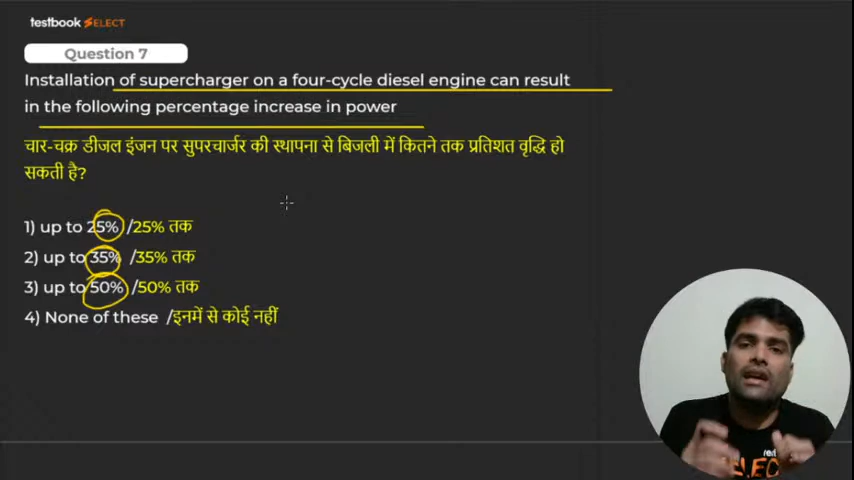 testbook SELECT
Question 7
Installation of supercharger on a four-cycle diesel engine can result
in the following percentage increase in power
चार-चक्र डीजल इंजन पर सुपरचार्जर की स्थापना से बिजली में कितने तक प्रतिशत वृद्धि हो
सकती है?
1) up to 25% /25% तक
2) up to 35% /35% तक
3) up to 50% /50% तक
4) None of these /इनमें से कोई नहीं